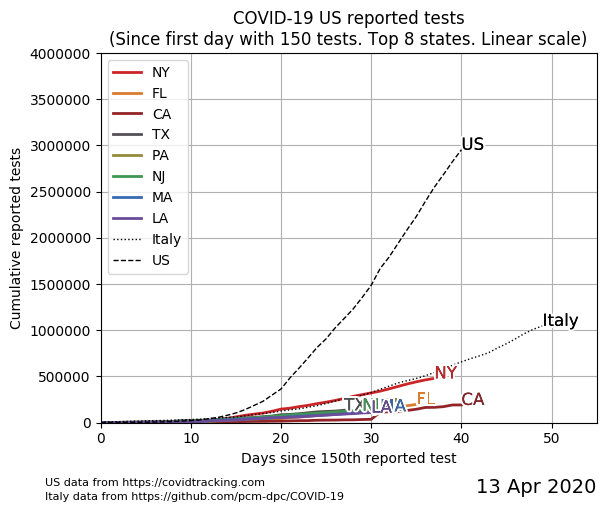 COVID-19 US reported tests
(Since first day with 150 tests. Top 8 states. Linear scale)
Cumulative reported tests
4000000
3500000
3000000
2500000
2000000
1500000
1000000
500000
0
NY
FL
CA
TX
PA
NJ
MA
LA
Italy
US
US
Italy
NY
FL
CA
TX
LA
0 10 20 30 40 50
Days since 150th reported test
US data from https://covidtracking.com
Italy data from https://github.com/pcm-dpc/COVID-19
13 Apr 2020